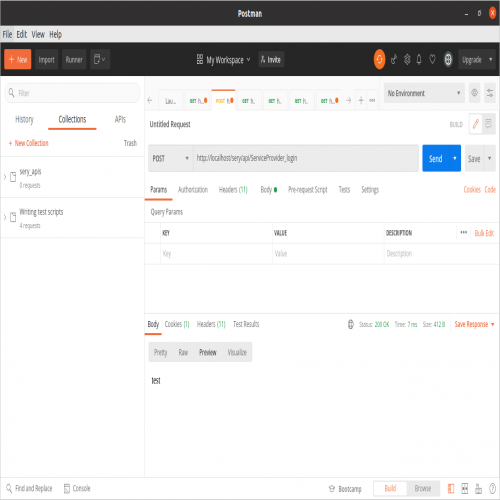 Postman
File Edit View Help
+ New Import Runner My Workspace Invite Upgrade
Filter
History Collections APIs
+ New Collection Trash
sery_apis
0 requests
Writing test scripts
4 requests
Lau... GET h.. POST h. GET h. GET h. GET h. GET h.. No Environment
Untitled Request BUILD
POST http://localhost/sery/api/ServiceProvider_login Send Save
Params Authorization Headers (11) Body Pre-request Script Tests Settings Cookies Code
Query Params
KEY VALUE DESCRIPTION Bulk Edit
Key Value Description
Body Cookies (1) Headers (11) Test Results Status: 200 OK Time: 7 ms Size: 412 B Save Response
Pretty Raw Preview Visualize
test
Find and Replace Console Bootcamp Build Browse